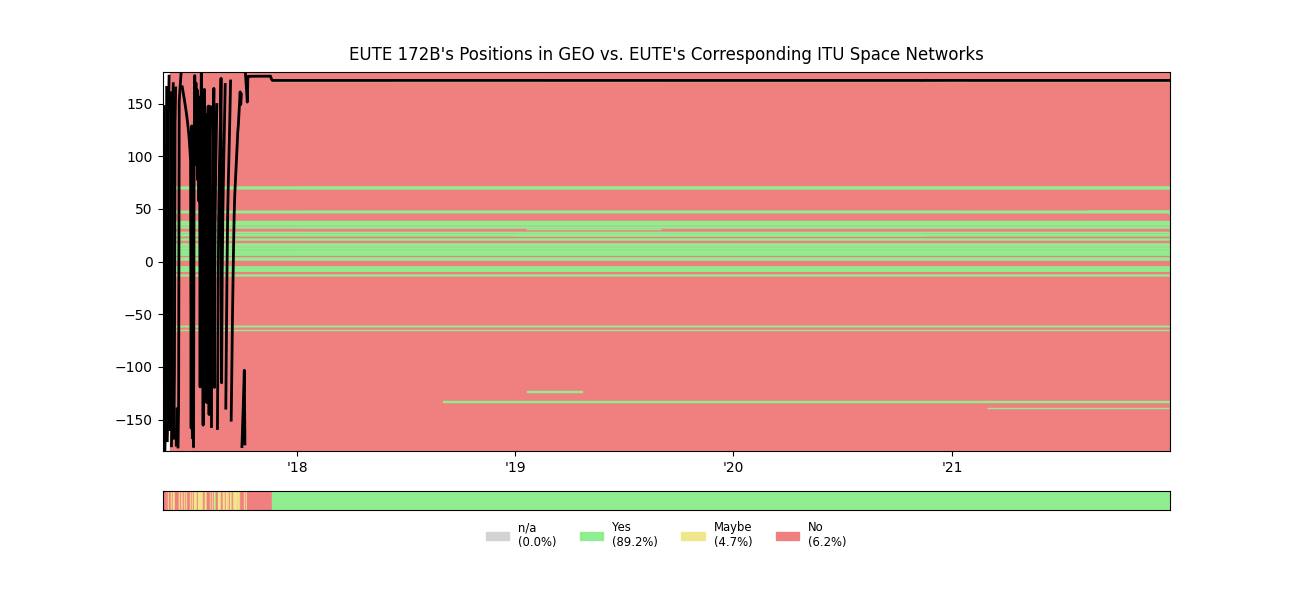 EUTE 172B's Positions in GEO vs. EUTE's Corresponding ITU Space Networks
150
100
50
0
−50
−100
−150
'18 '19 '20 '21
n/a Yes Maybe No
(0.0%) (89.2%) (4.7%) (6.2%)